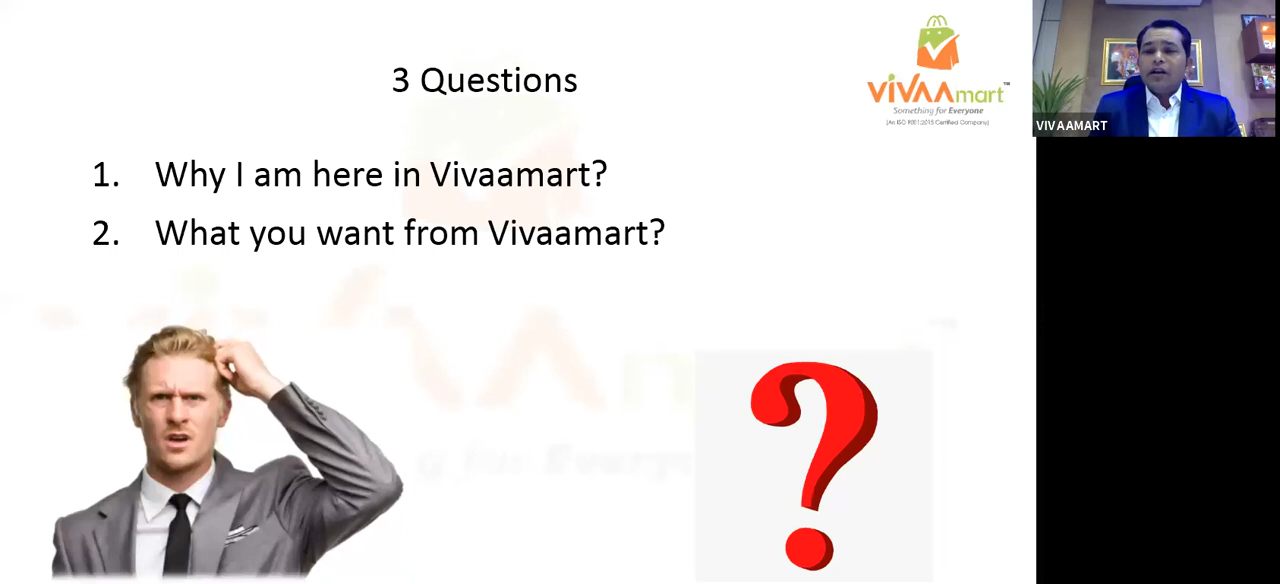 3 Questions
1. Why I am here in Vivaamart?
2. What you want from Vivaamart?
ViVAAmart™
Something for Everyone
(An ISO 9001:2015 Certified Company)
VIVAAMART